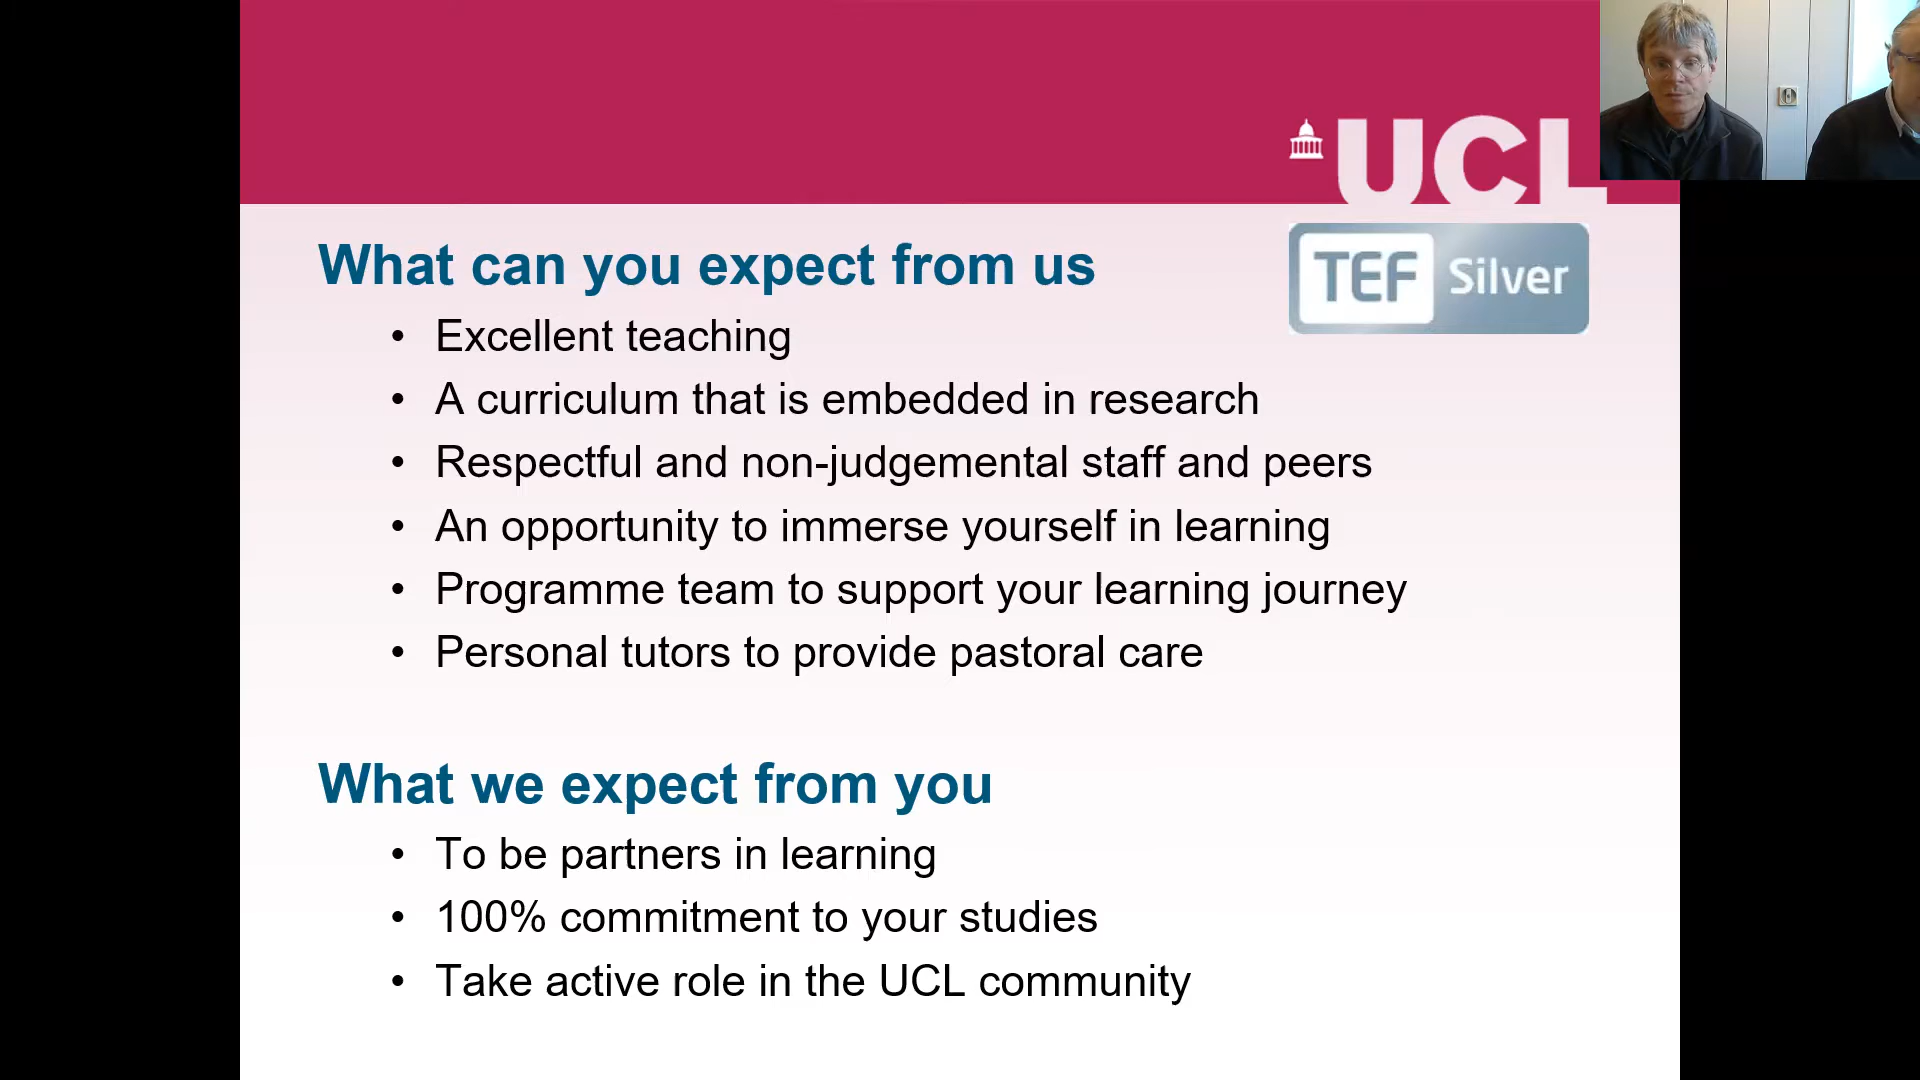 UCL
TEF Silver
What can you expect from us
• Excellent teaching
• A curriculum that is embedded in research
• Respectful and non-judgemental staff and peers
• An opportunity to immerse yourself in learning
• Programme team to support your learning journey
• Personal tutors to provide pastoral care
What we expect from you
• To be partners in learning
• 100% commitment to your studies
• Take active role in the UCL community